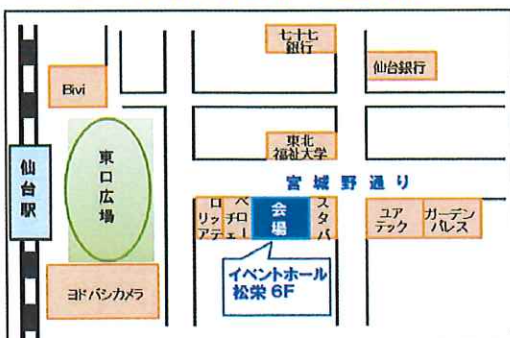 七十七
銀行
仙台銀行
Bivi
東北
福祉大学
仙台駅
東口広場
宮城野通り
ロッテ
リア
ベロー
チェ
会場
スタバ
ユア
テック
ガーデン
パレス
ヨドバシカメラ
イベントホール
松栄 6F